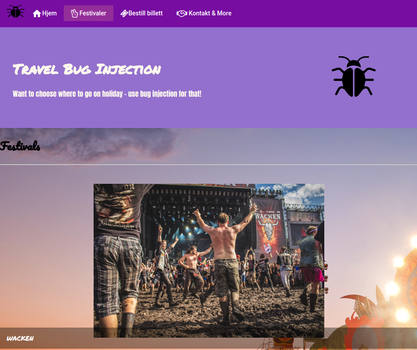 Hjem Festivaler Bestill billett Kontakt & More
Travel Bug Injection
Want to choose where to go on holiday - use bug injection for that!
Festivals
WACKEN
WACKEN